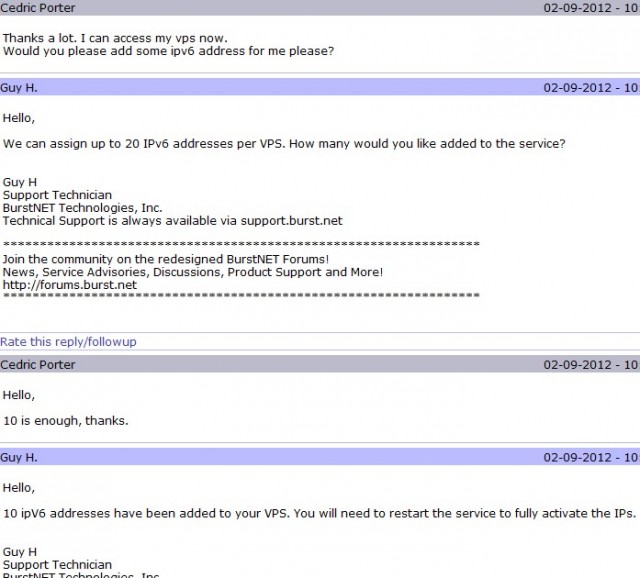 Cedric Porter 02-09-2012 - 10
Thanks a lot. I can access my vps now.
Would you please add some ipv6 address for me please?
Guy H. 02-09-2012 - 10
Hello,
We can assign up to 20 IPv6 addresses per VPS. How many would you like added to the service?
Guy H
Support Technician
BurstNET Technologies, Inc.
Technical Support is always available via support.burst.net
==================================================================
Join the community on the redesigned BurstNET Forums!
News, Service Advisories, Discussions, Product Support and More!
http://forums.burst.net
==================================================================
Rate this reply/followup
Cedric Porter 02-09-2012 - 10
Hello,
10 is enough, thanks.
Guy H. 02-09-2012 - 10
Hello,
10 ipV6 addresses have been added to your VPS. You will need to restart the service to fully activate the IPs.
Guy H
Support Technician
BurstNET Technologies, Inc.